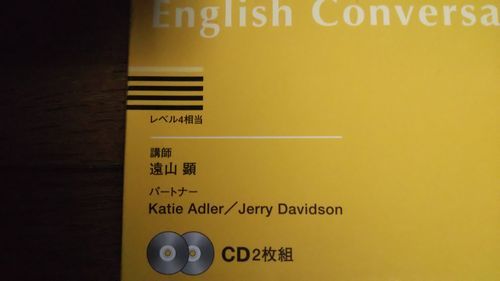 English Conversa
レベル4相当
講師
遠山 顕
パートナー
Katie Adler／Jerry Davidson
CD2枚組